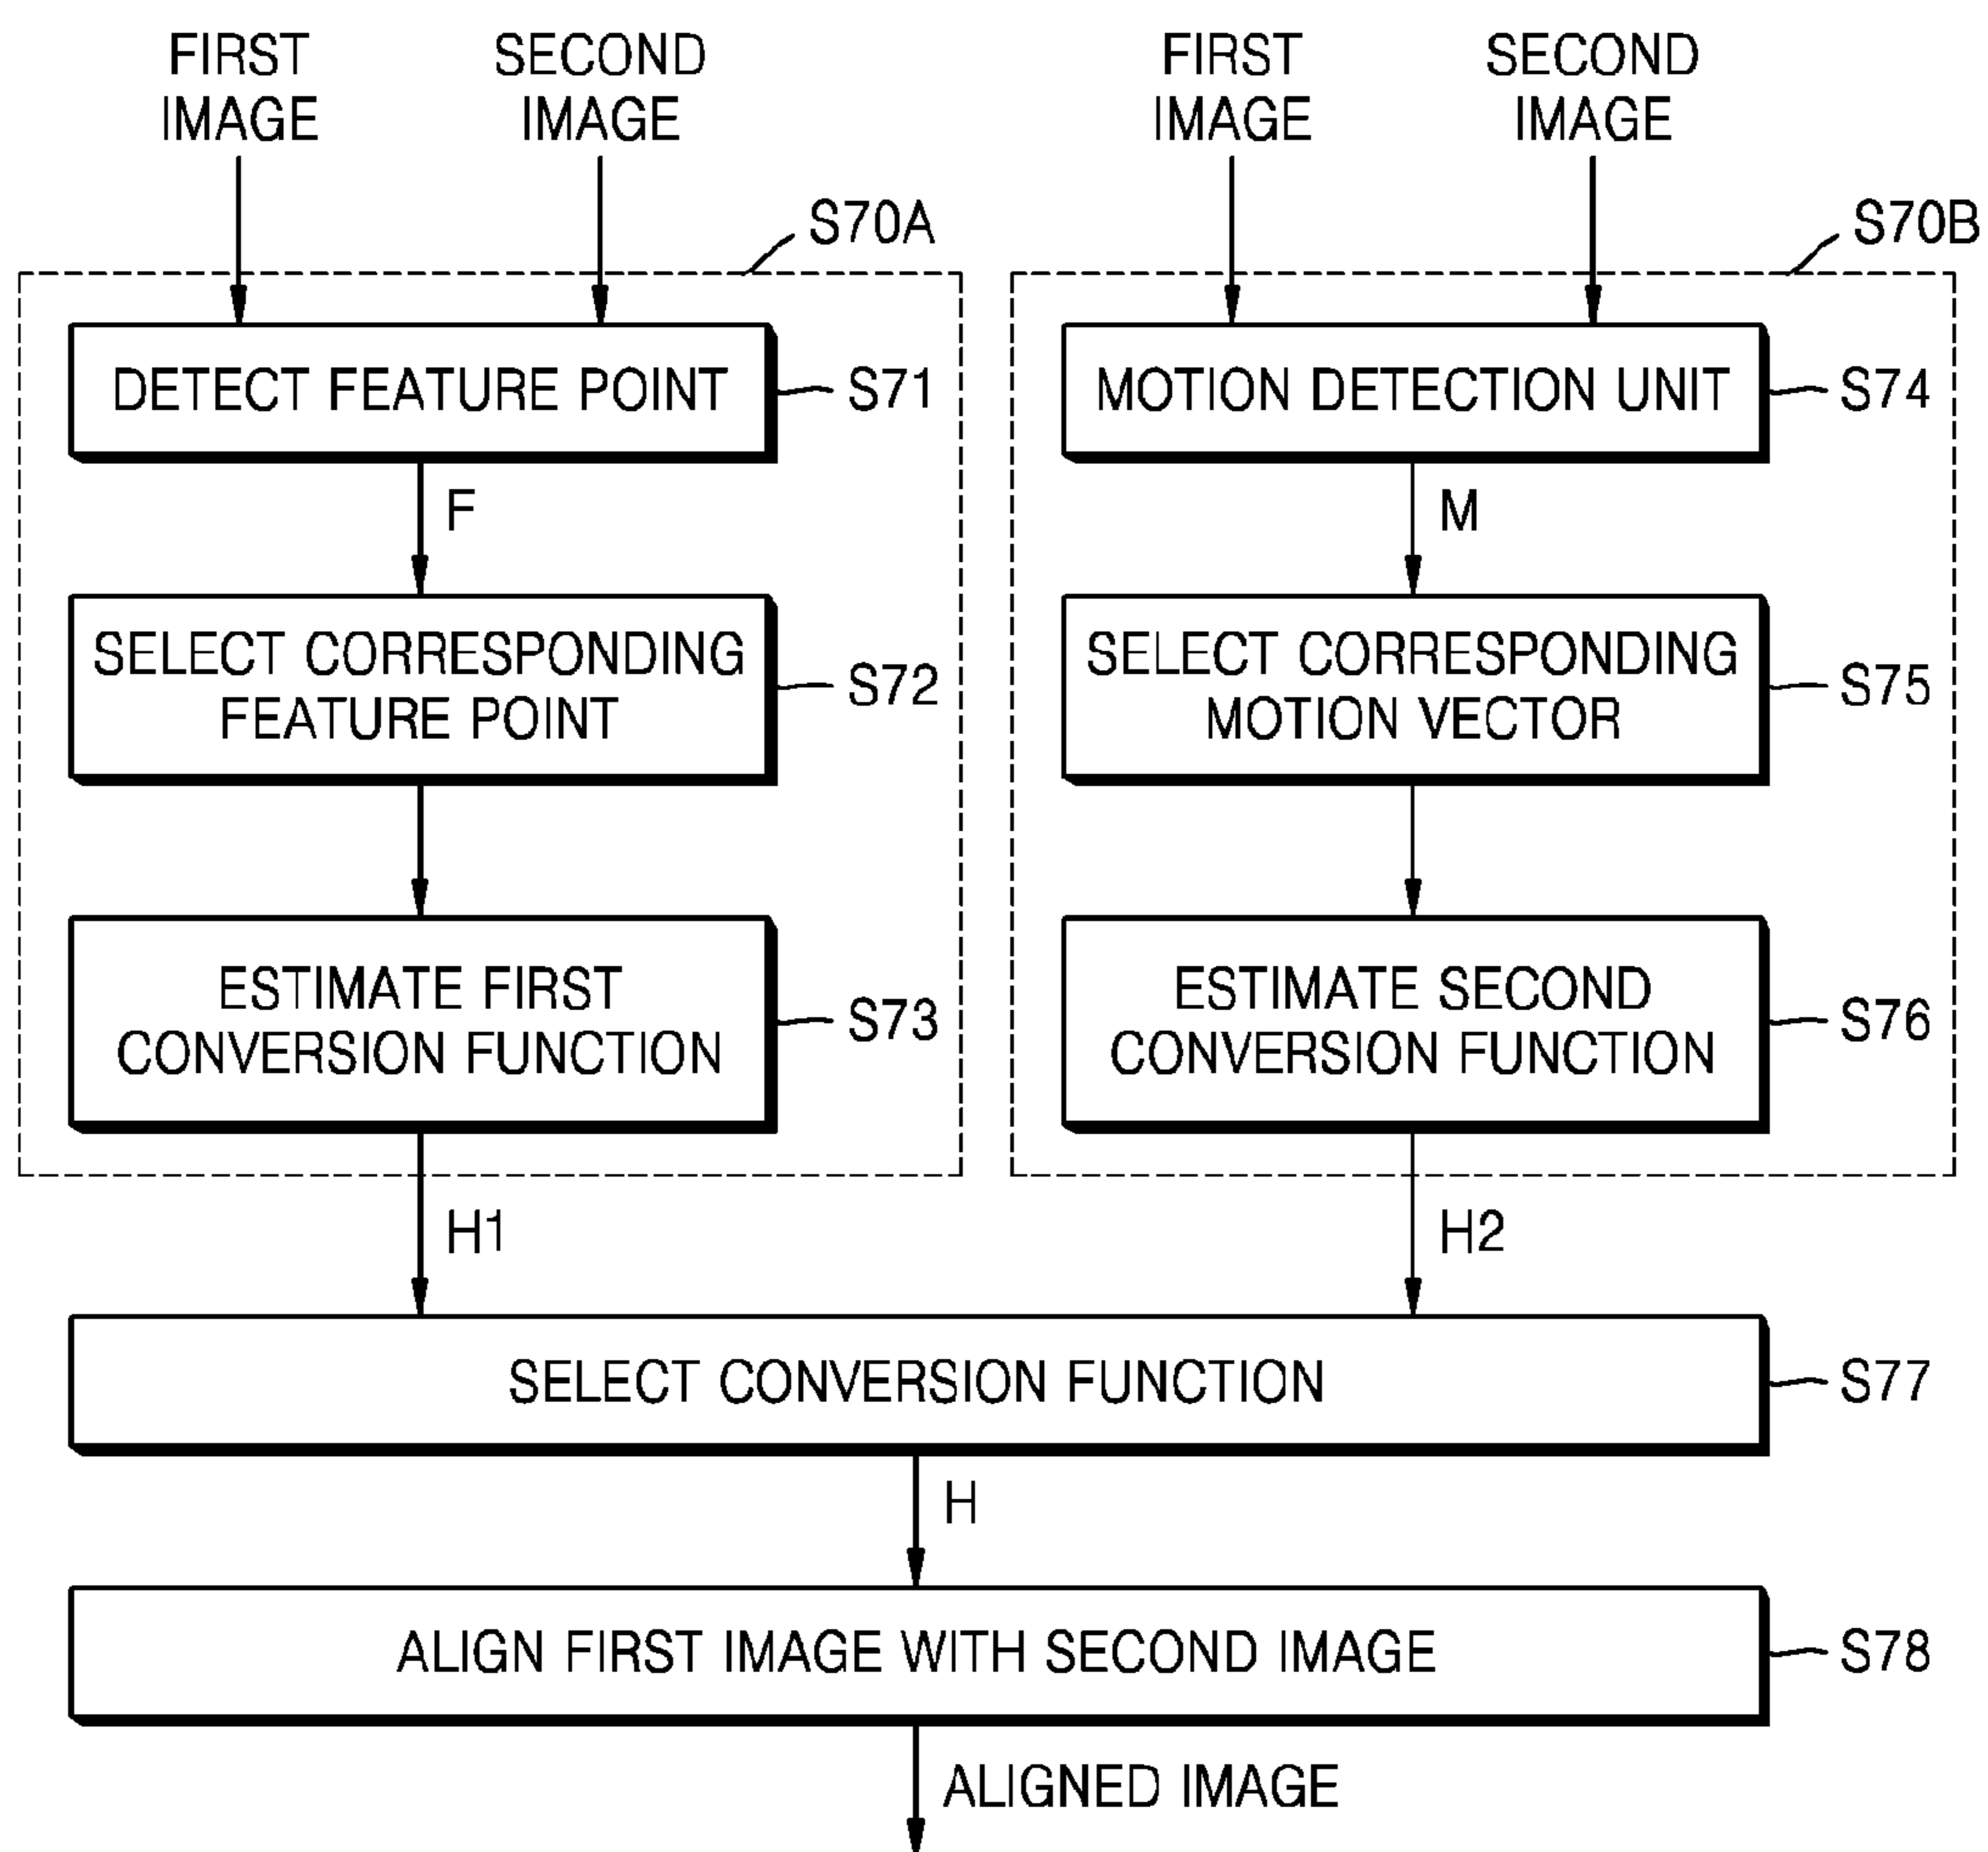 FIRST
IMAGE
SECOND
IMAGE
FIRST
IMAGE
SECOND
IMAGE
S70A
S70B
DETECT FEATURE POINT
S71
MOTION DETECTION UNIT
S74
F
M
SELECT CORRESPONDING
FEATURE POINT
S72
SELECT CORRESPONDING
MOTION VECTOR
S75
ESTIMATE FIRST
CONVERSION FUNCTION
S73
ESTIMATE SECOND
CONVERSION FUNCTION
S76
H1
H2
SELECT CONVERSION FUNCTION
S77
H
ALIGN FIRST IMAGE WITH SECOND IMAGE
S78
ALIGNED IMAGE